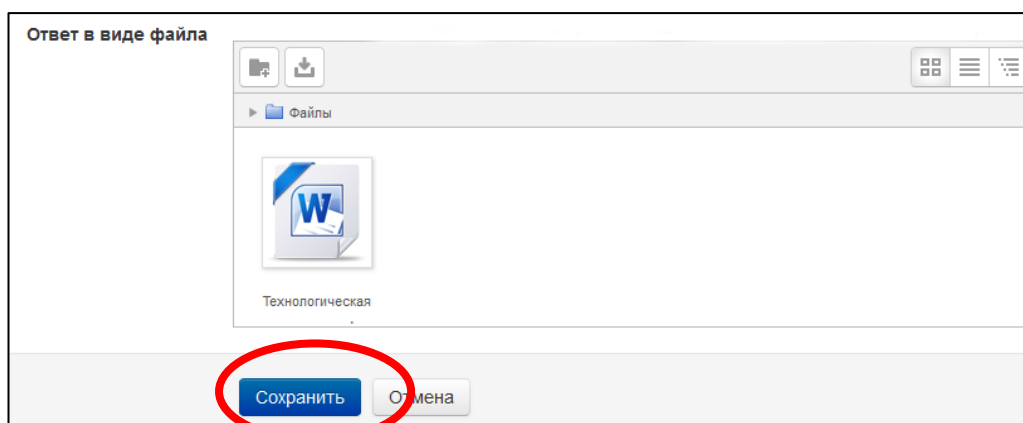 Ответ в виде файла
Файлы
W
Технологическая
Сохранить
Отмена